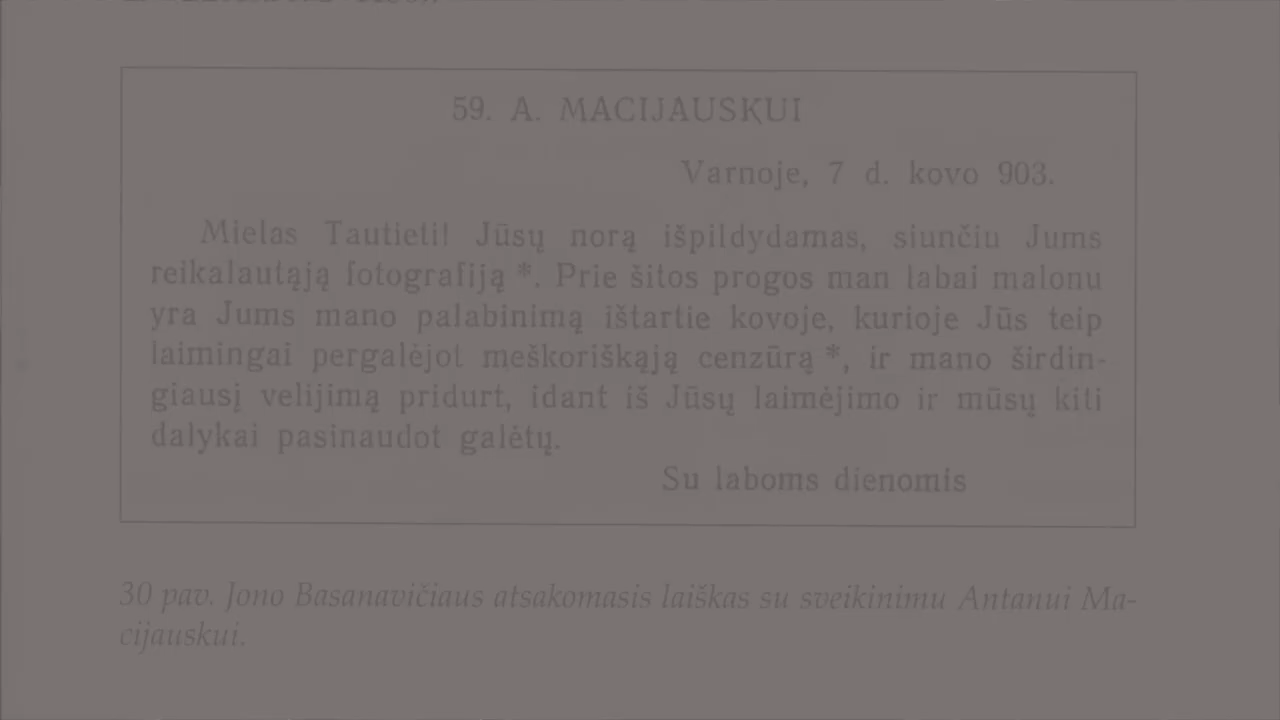 59. A. MACIJAUSKUI
Varnoje, 7 d. kovo 903.
Mielas Tautieti! Jūsų norą išpildydamas, siunčiu Jums
reikalautąją fotografiją *. Prie šitos progos man labai malonu
yra Jums mano palabinimą ištartie kovoje, kurioje Jūs teip
laimingai pergalėjot meškoriškąją cenzūrą *, ir mano širdin-
giausį velijimą pridurt, idant iš Jūsų laimėjimo ir mūsų kiti
dalykai pasinaudot galėtų.
Su laboms dienomis
30 pav. Jono Basanavičiaus atsakomasis laiškas su sveikinimu Antanui Ma-
cijauskui.